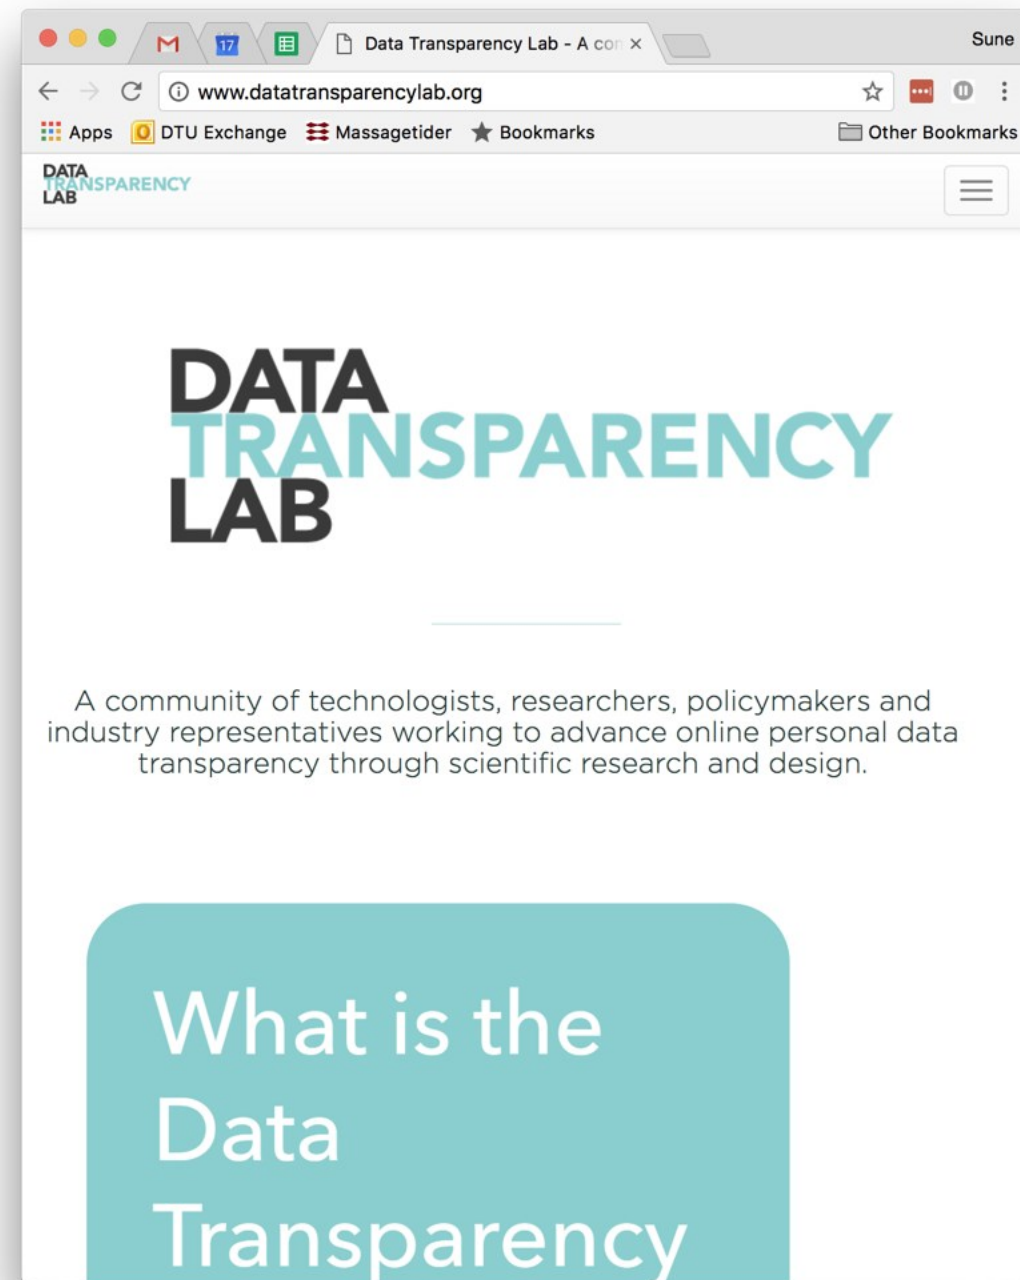 17
Data Transparency Lab - A con
Sune
www.datatransparencylab.org
Apps DTU Exchange Massagetider Bookmarks Other Bookmarks
DATA
TRANSPARENCY
LAB
DATA
TRANSPARENCY
LAB
A community of technologists, researchers, policymakers and
industry representatives working to advance online personal data
transparency through scientific research and design.
What is the
Data
Transparency